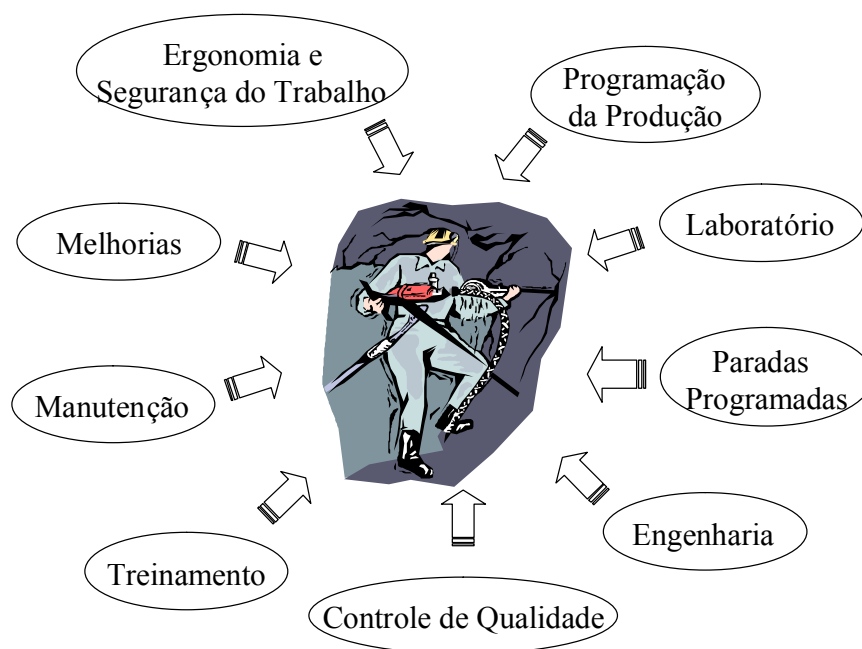 Ergonomia e
Segurança do Trabalho
Programação
da Produção
Melhorias
Laboratório
Manutenção
Paradas
Programadas
Treinamento
Engenharia
Controle de Qualidade